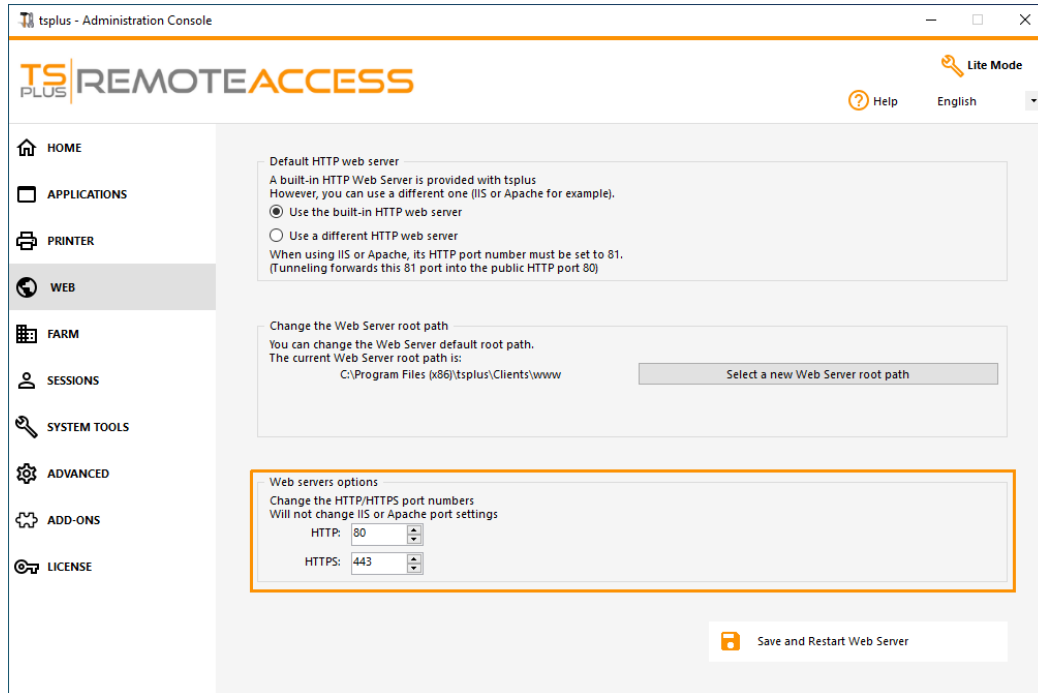 tsplus - Administration Console
TS PLUS REMOTEACCESS
Lite Mode
Help
English
HOME
APPLICATIONS
PRINTER
WEB
FARM
SESSIONS
SYSTEM TOOLS
ADVANCED
ADD-ONS
LICENSE
Default HTTP web server
A built-in HTTP Web Server is provided with tsplus
However, you can use a different one (IIS or Apache for example).
Use the built-in HTTP web server
Use a different HTTP web server
When using IIS or Apache, its HTTP port number must be set to 81.
(Tunneling forwards this 81 port into the public HTTP port 80)
Change the Web Server root path
You can change the Web Server default root path.
The current Web Server root path is:
C:\Program Files (x86)\tsplus\Clients\www
Select a new Web Server root path
Web servers options
Change the HTTP/HTTPS port numbers
Will not change IIS or Apache port settings
HTTP: 80
HTTPS: 443
Save and Restart Web Server